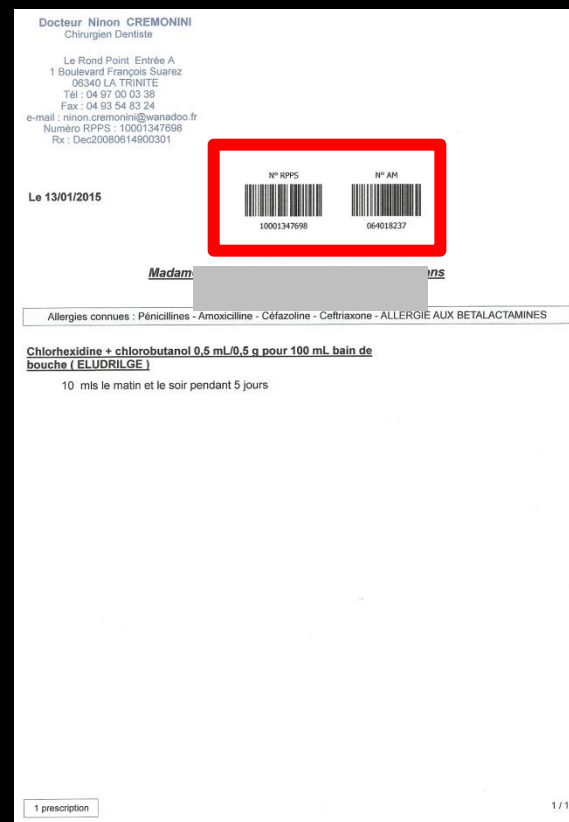 Docteur Ninon CREMONINI
Chirurgien Dentiste
Le Rond Point Entrée A
1 Boulevard François Suarez
06340 LA TRINITE
Tél : 04 97 00 03 38
Fax : 04 93 54 83 24
e-mail : ninon.cremonini@wanadoo.fr
Numéro RPPS : 10001347698
Rx : Dec20080614900301
N° RPPS N° AM
10001347698 064018237
Le 13/01/2015
Madam ans
Allergies connues : Pénicillines - Amoxicilline - Céfazoline - Ceftriaxone - ALLERGIE AUX BETALACTAMINES
Chlorhexidine + chlorobutanol 0,5 mL/0,5 g pour 100 mL bain de
bouche ( ELUDRILGE )
10 mls le matin et le soir pendant 5 jours
1 prescription
1 / 1